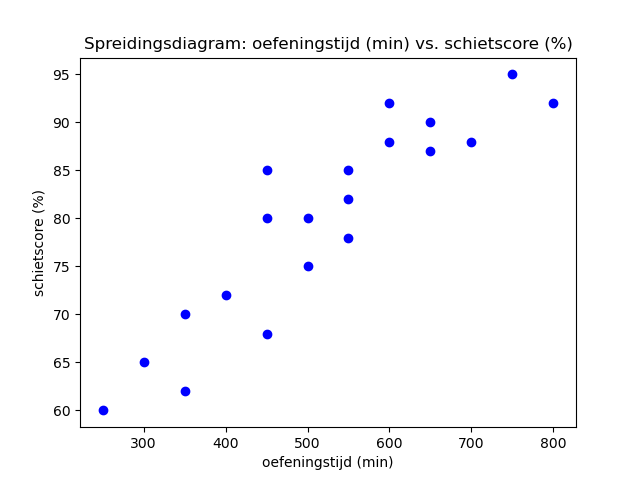 Spreidingsdiagram: oefeningstijd (min) vs. schietscore (%)
95
90
85
80
75
70
65
60
schietscore (%)
300 400 500 600 700 800
oefeningstijd (min)